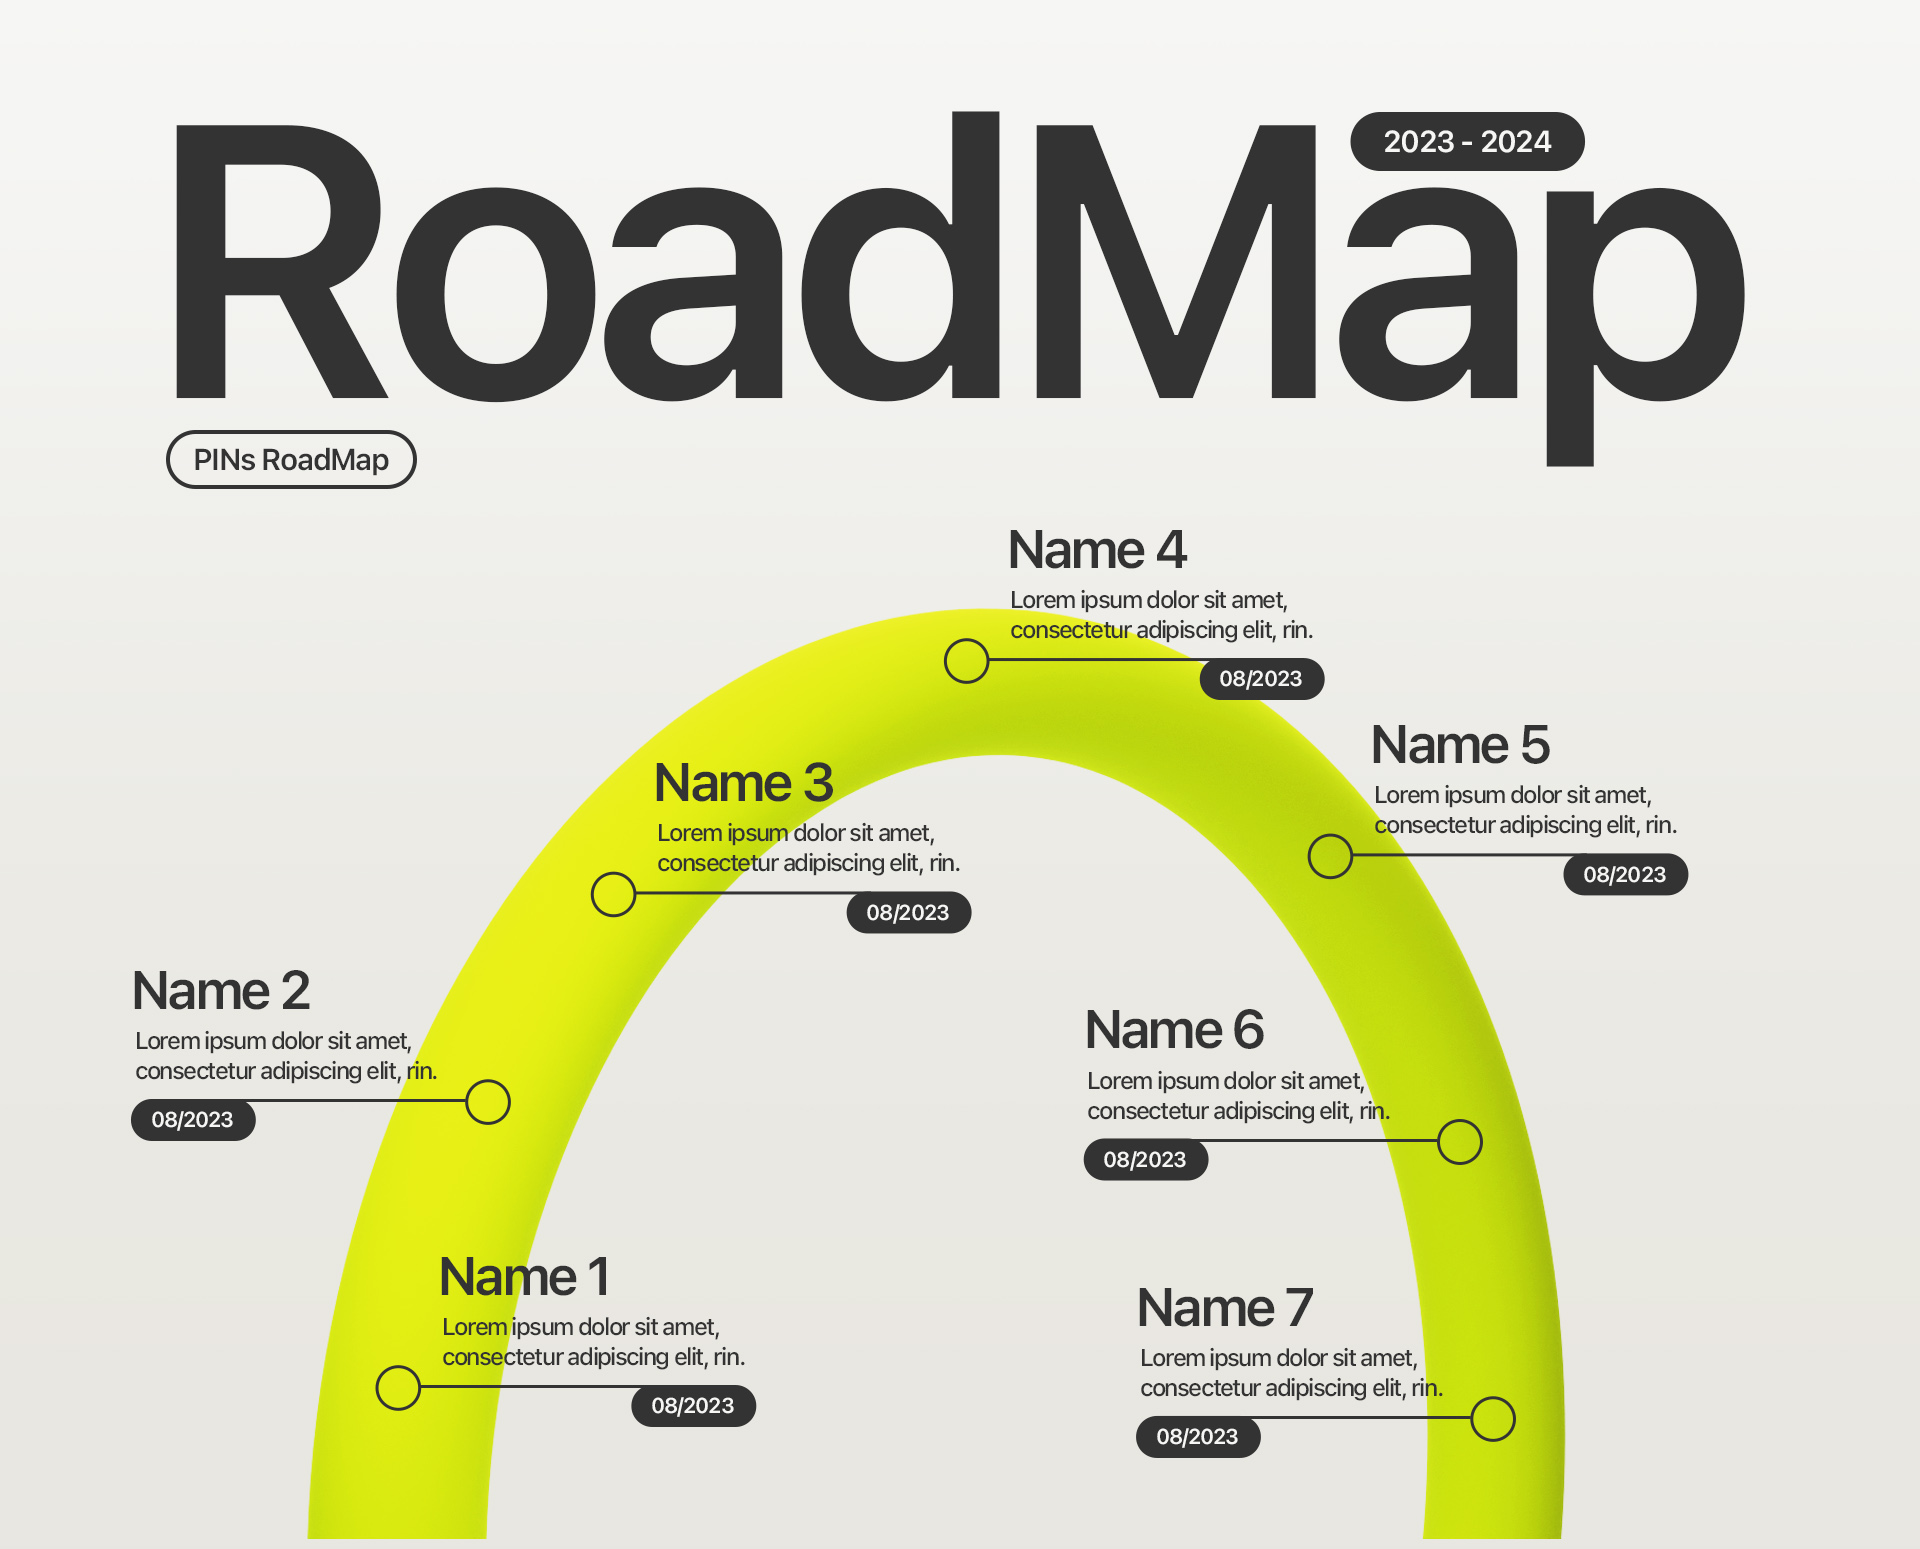 RoadMap
2023 - 2024
PINs RoadMap
Name 4
Lorem ipsum dolor sit amet,
consectetur adipiscing elit, rin.
08/2023
Name 5
Lorem ipsum dolor sit amet,
consectetur adipiscing elit, rin.
08/2023
Name 3
Lorem ipsum dolor sit amet,
consectetur adipiscing elit, rin.
08/2023
Name 2
Lorem ipsum dolor sit amet,
consectetur adipiscing elit, rin.
08/2023
Name 6
Lorem ipsum dolor sit amet,
consectetur adipiscing elit, rin.
08/2023
Name 1
Lorem ipsum dolor sit amet,
consectetur adipiscing elit, rin.
08/2023
Name 7
Lorem ipsum dolor sit amet,
consectetur adipiscing elit, rin.
08/2023